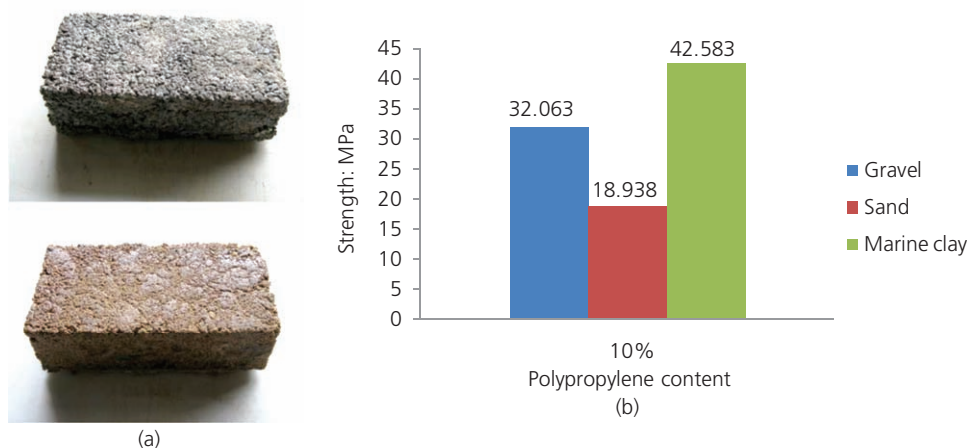 (a)
45
40
35
30
25
20
15
10
5
0
Strength: MPa
32.063
18.938
42.583
10%
Polypropylene content
(b)
Gravel
Sand
Marine clay